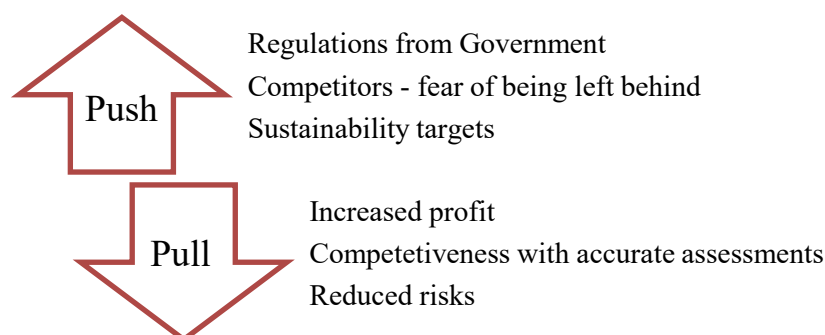 Push
Regulations from Government
Competitors - fear of being left behind
Sustainability targets
Pull
Increased profit
Competetiveness with accurate assessments
Reduced risks